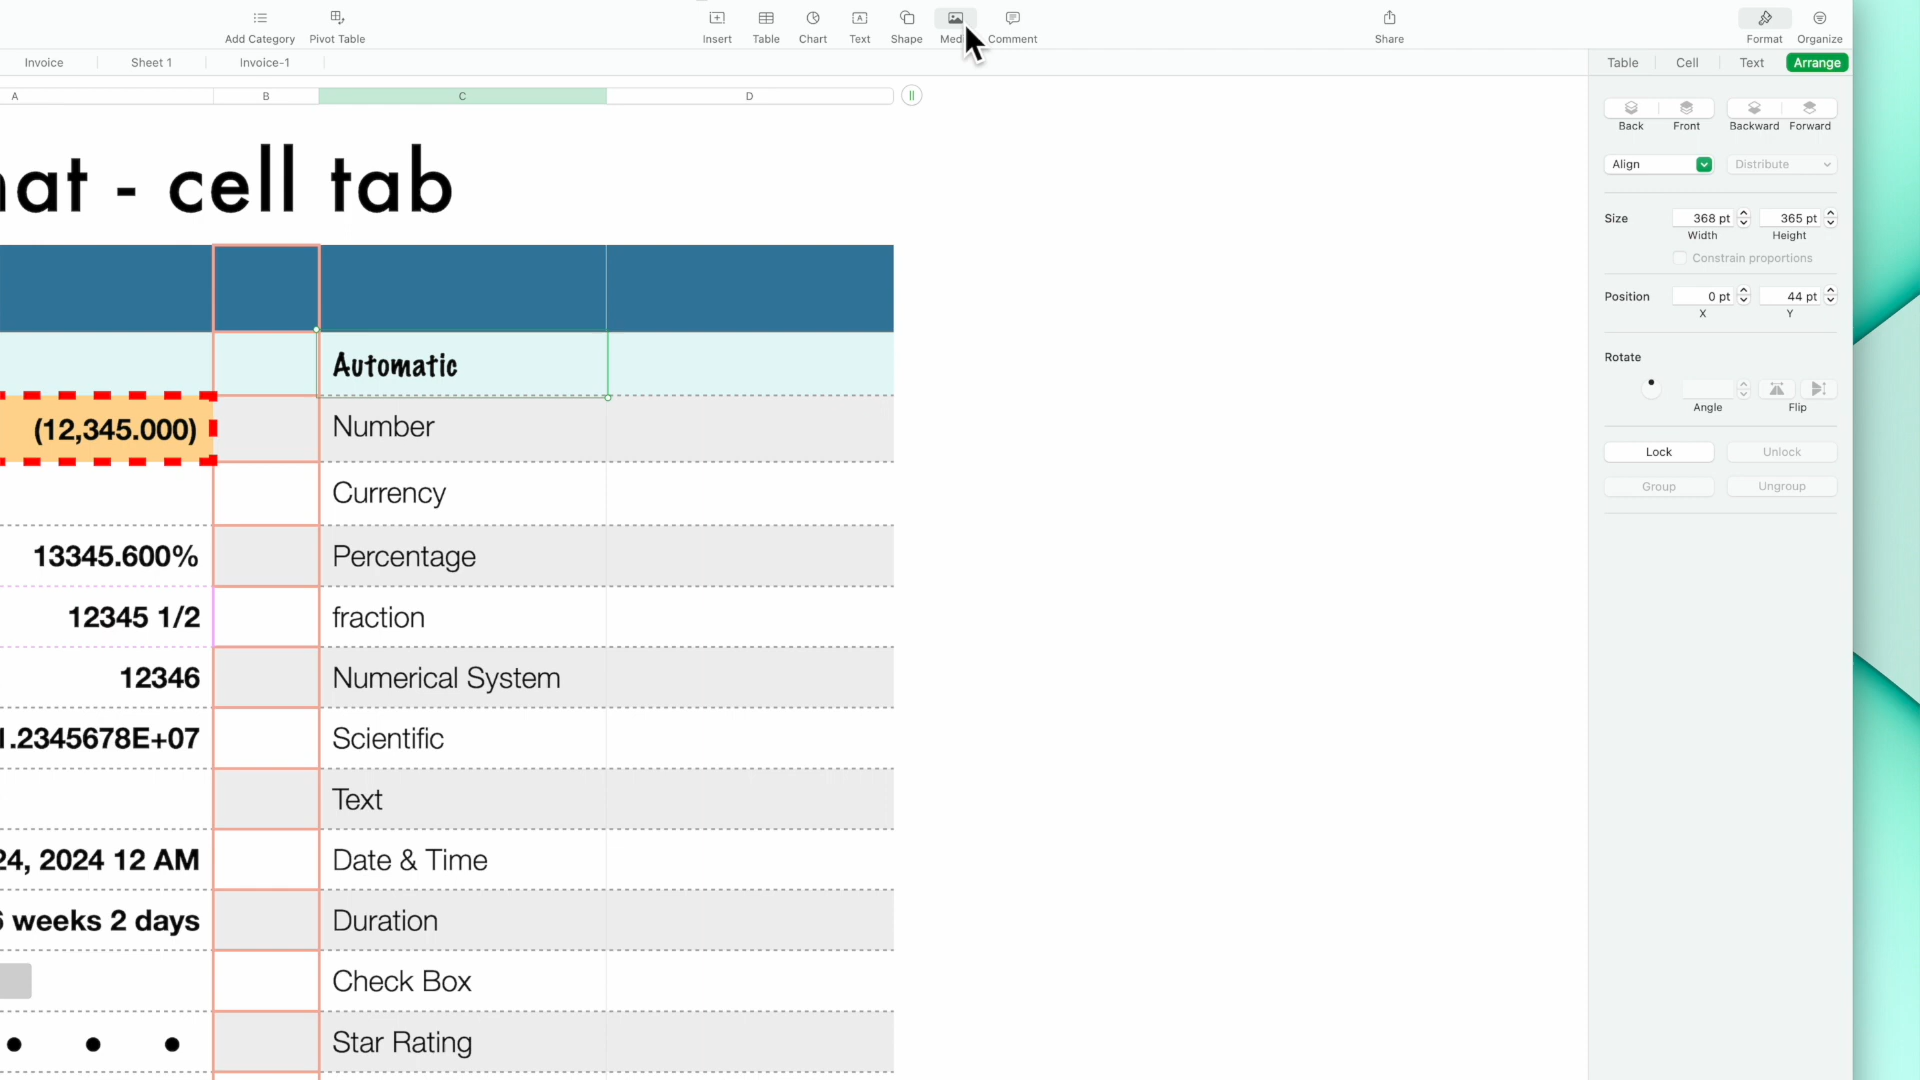 Add Category Pivot Table Insert Table Chart Text Shape Comment Share Format Organize
Invoice Sheet 1 Invoice-1 Table Cell Text Arrange
A B C D
Back Front Backward Forward
- cell tab
Align Distribute
Size 368 pt 365 pt
Width Height
Constrain proportions
Position 0 pt 44 pt
X Y
Rotate
Angle Flip
Lock Unlock
Group Ungroup
Automatic
(12,345.000) Number
Currency
13345.600% Percentage
12345 1/2 fraction
12346 Numerical System
1.2345678E+07 Scientific
Text
24, 2024 12 AM Date & Time
weeks 2 days Duration
Check Box
Star Rating